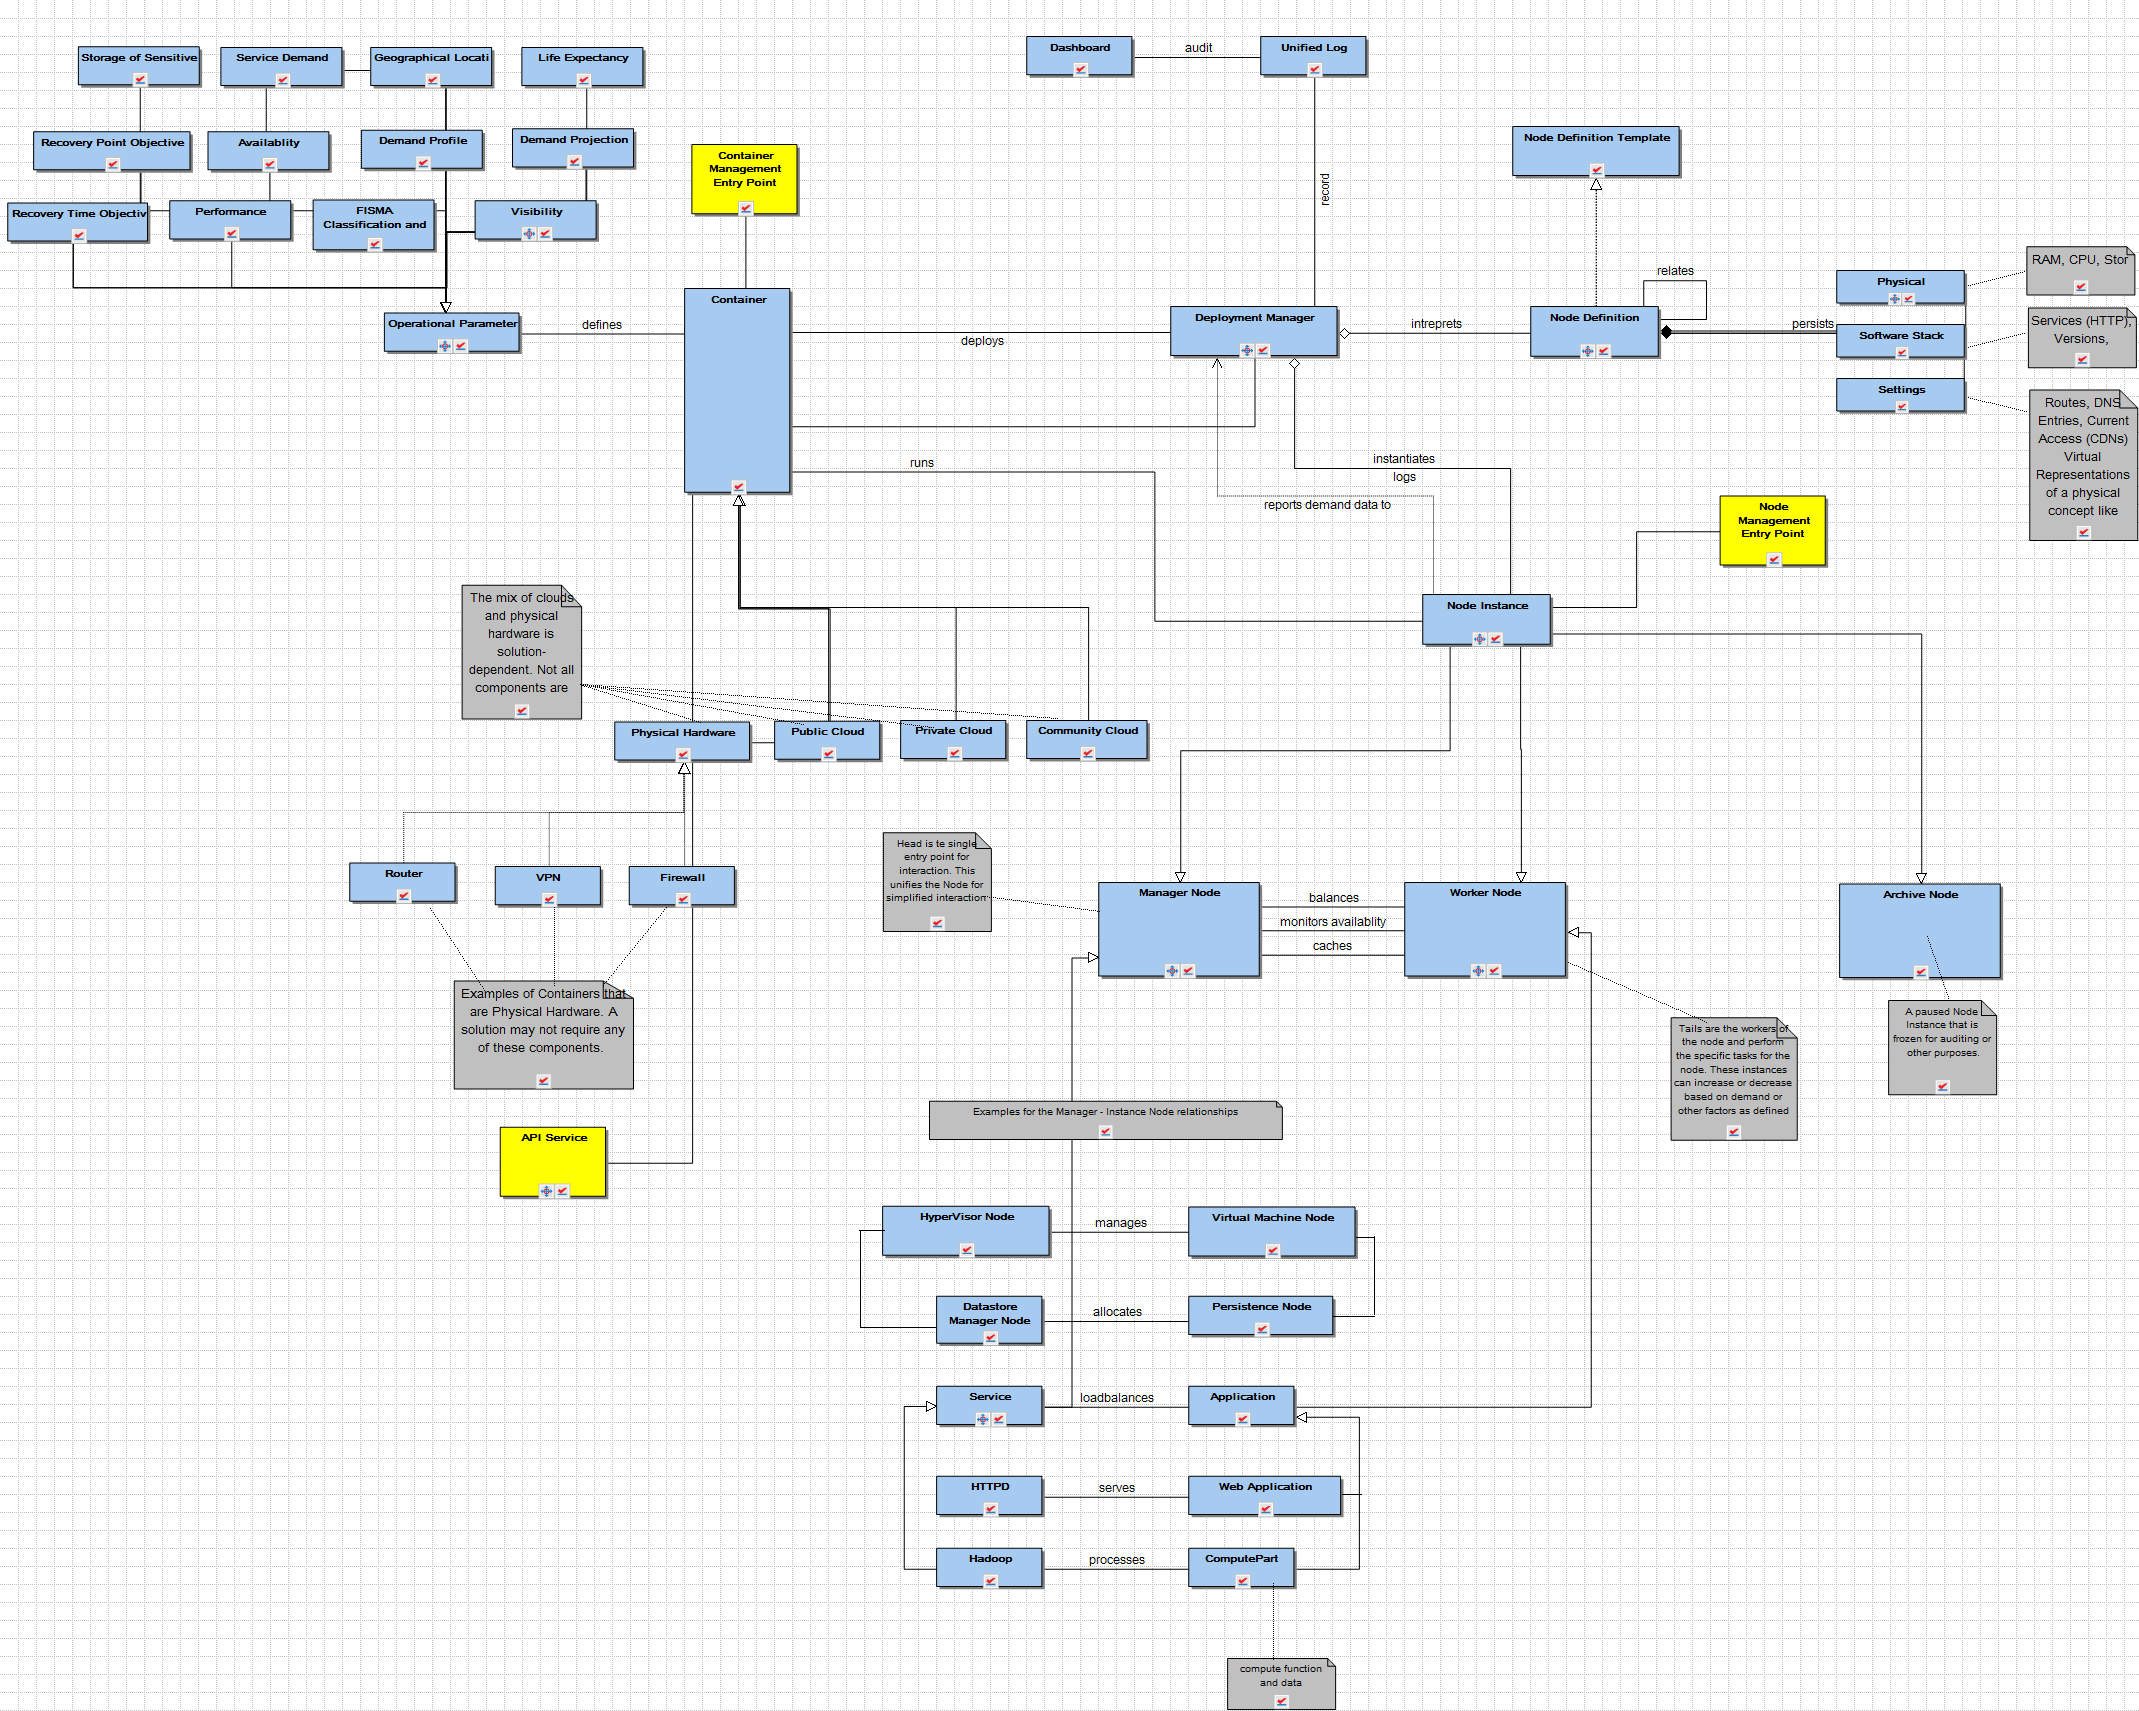 Storage of Sensitive
Service Demand
Geographical Locati
Life Expectancy
Dashboard
audit
Unified Log
Recovery Point Objective
Availablity
Demand Profile
Demand Projection
Container
Management
Entry Point
record
Node Definition Template
Recovery Time Objectiv
Performance
FISMA
Classification and
Visibility
relates
RAM, CPU, Stor
Physical
Container
Operational Parameter
defines
deploys
Deployment Manager
intreprets
Node Definition
persists
Software Stack
Services (HTTP),
Versions,
Settings
Routes, DNS
Entries, Current
Access (CDNs)
Virtual
Representations
of a physical
concept like
runs
instantiates
logs
reports demand data to
Node
Management
Entry Point
The mix of clouds
and physical
hardware is
solution-
dependent. Not all
components are
Node Instance
Physical Hardware
Public Cloud
Private Cloud
Community Cloud
Router
VPN
Firewall
Head is te single
entry point for
interaction. This
unifies the Node for
simplified interaction
Manager Node
balances
monitors availablity
caches
Worker Node
Archive Node
Examples of Containers that
are Physical Hardware. A
solution may not require any
of these components.
A paused Node
Instance that is
frozen for auditing or
other purposes.
Tails are the workers of
the node and perform
the specific tasks for the
node. These instances
can increase or decrease
based on demand or
other factors as defined
Examples for the Manager - Instance Node relationships
API Service
HyperVisor Node
manages
Virtual Machine Node
Datastore
Manager Node
allocates
Persistence Node
Service
loadbalances
Application
HTTPD
serves
Web Application
Hadoop
processes
ComputePart
compute function
and data